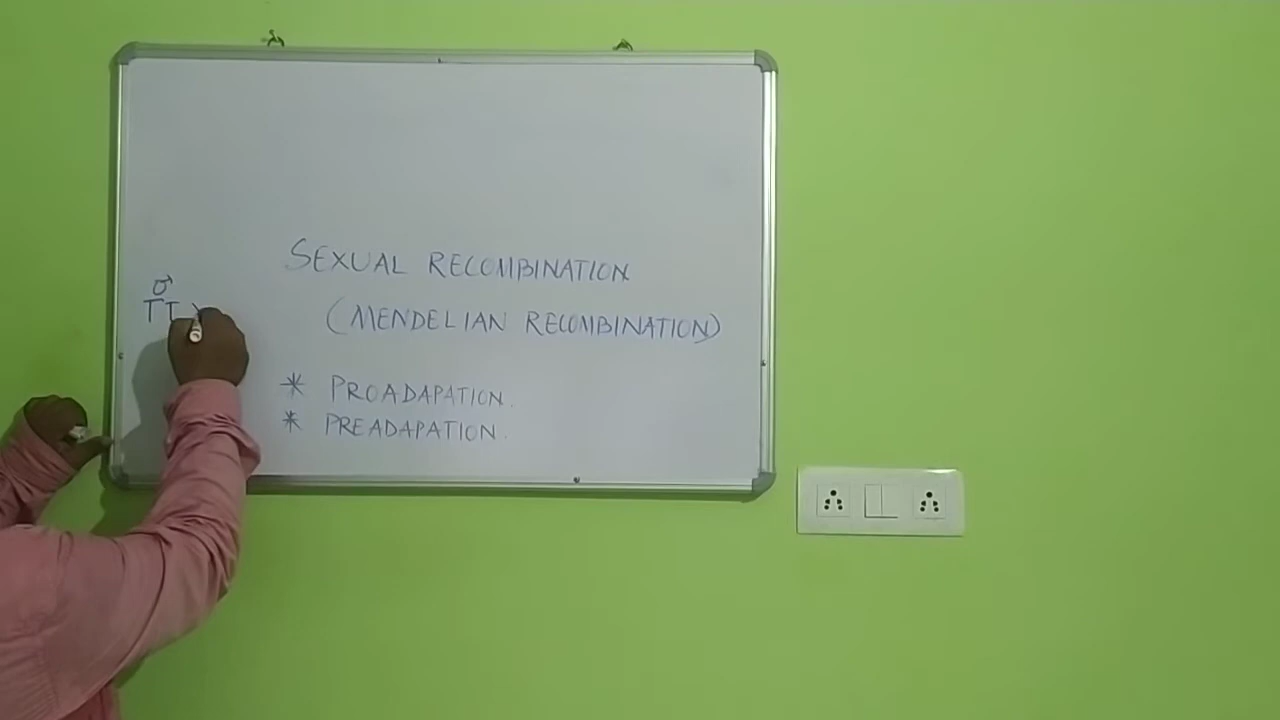 SEXUAL RECOMBINATION
♂
TT
(MENDELIAN RECOMBINATION)
* PROADAPATION.
* PREADAPATION.